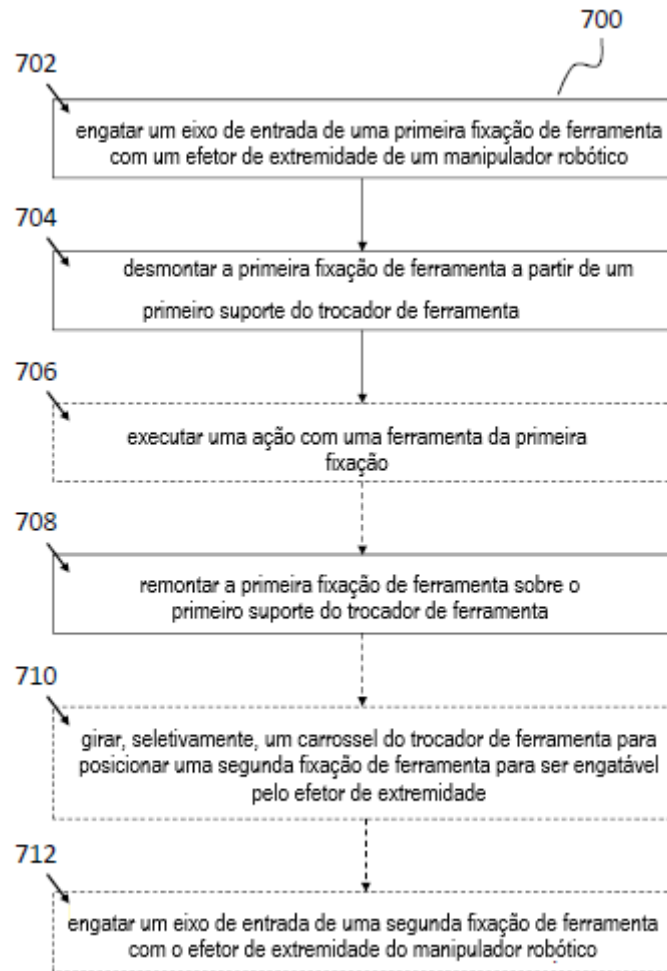 700
702
engatar um eixo de entrada de uma primeira fixação de ferramenta
com um efetor de extremidade de um manipulador robótico
704
desmontar a primeira fixação de ferramenta a partir de um
primeiro suporte do trocador de ferramenta
706
executar uma ação com uma ferramenta da primeira
fixação
708
remontar a primeira fixação de ferramenta sobre o
primeiro suporte do trocador de ferramenta
710
girar, seletivamente, um carrossel do trocador de ferramenta para
posicionar uma segunda fixação de ferramenta para ser engatável
pelo efetor de extremidade
712
engatar um eixo de entrada de uma segunda fixação de ferramenta
com o efetor de extremidade do manipulador robótico